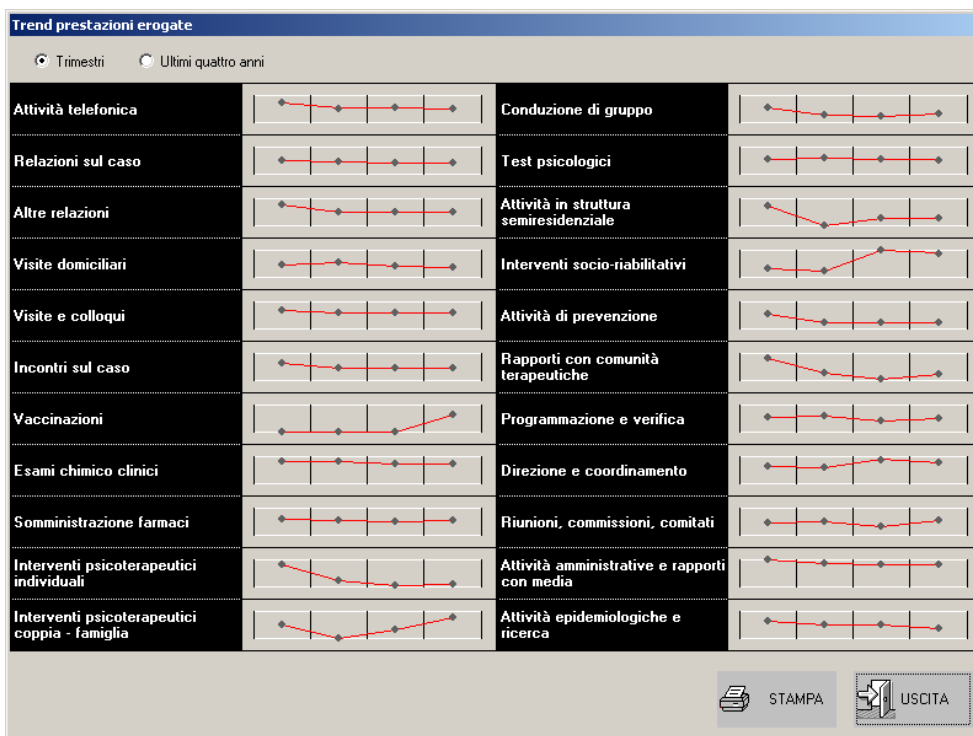 Trend prestazioni erogate
Trimestri
Ultimi quattro anni
Attività telefonica
Relazioni sul caso
Altre relazioni
Visite domiciliari
Visite e colloqui
Incontri sul caso
Vaccinazioni
Esami chimico clinici
Somministrazione farmaci
Interventi psicoterapeutici
individuali
Interventi psicoterapeutici
coppia - famiglia
Conduzione di gruppo
Test psicologici
Attività in struttura
semiresidenziale
Interventi socio-riabilitativi
Attività di prevenzione
Rapporti con comunità
terapeutiche
Programmazione e verifica
Direzione e coordinamento
Riunioni, commissioni, comitati
Attività amministrative e rapporti
con media
Attività epidemiologiche e
ricerca
STAMPA
USCITA